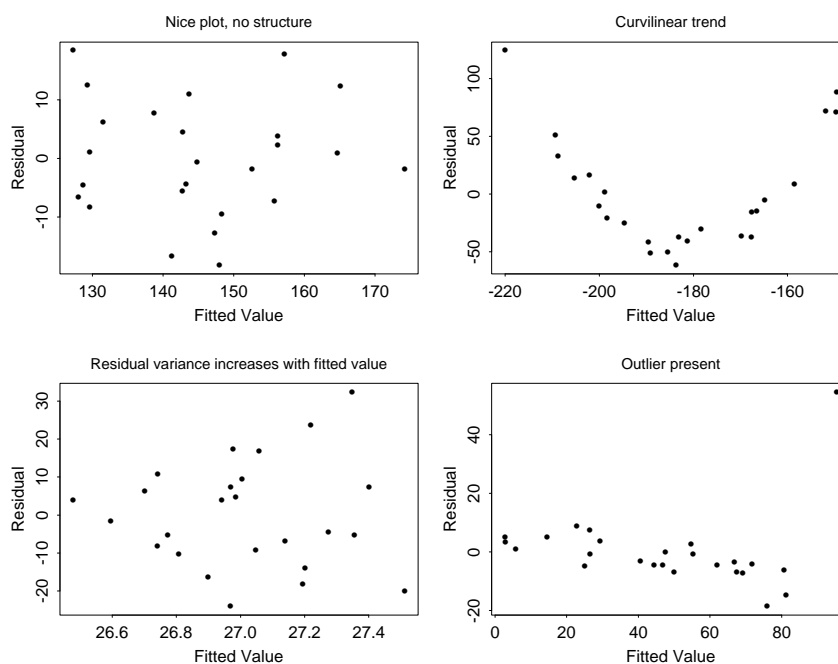 Nice plot, no structure
Residual
10
0
-10
130 140 150 160 170
Fitted Value
Curvilinear trend
Residual
100
50
0
-50
-220 -200 -180 -160
Fitted Value
Residual variance increases with fitted value
Residual
30
20
10
0
-10
-20
26.6 26.8 27.0 27.2 27.4
Fitted Value
Outlier present
Residual
40
20
0
-20
0 20 40 60 80
Fitted Value